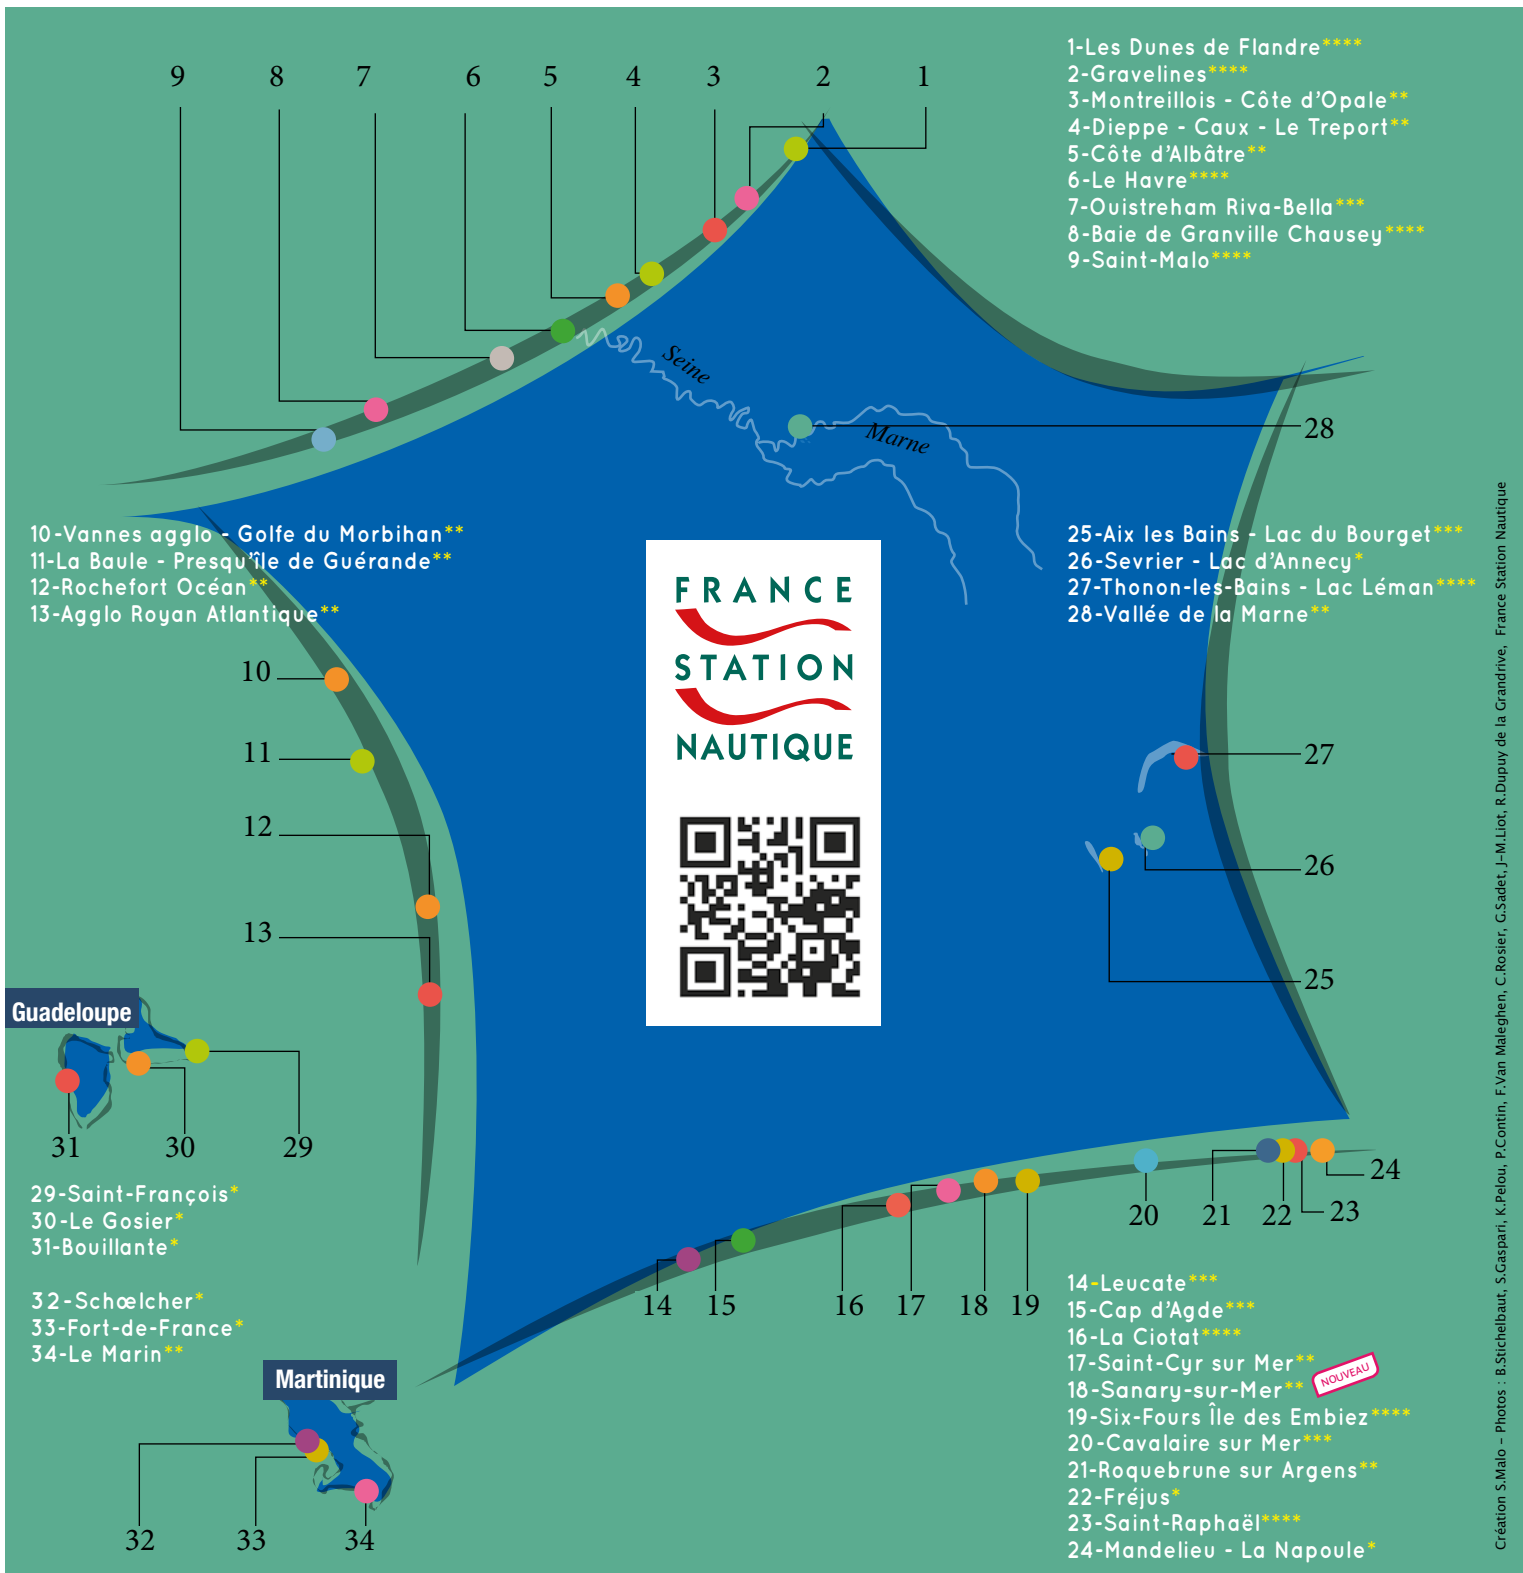 9 8 7 6 5 4 3 2 1
1-Les Dunes de Flandre****
2-Gravelines****
3-Montreillois - Côte d'Opale**
4-Dieppe - Caux - Le Treport**
5-Côte d'Albâtre**
6-Le Havre****
7-Ouistreham Riva-Bella***
8-Baie de Granville Chausey****
9-Saint-Malo****
Seine
Marne
28
10-Vannes agglo - Golfe du Morbihan**
11-La Baule - Presqu'île de Guérande**
12-Rochefort Océan**
13-Agglo Royan Atlantique**
25-Aix les Bains - Lac du Bourget***
26-Sevrier - Lac d'Annecy*
27-Thonon-les-Bains - Lac Léman****
28-Vallée de la Marne**
FRANCE
STATION
NAUTIQUE
10
11
12
13
27
26
25
Guadeloupe
31 30 29
29-Saint-François*
30-Le Gosier*
31-Bouillante*
32-Schœlcher*
33-Fort-de-France*
34-Le Marin**
Martinique
32 33 34
14 15 16 17 18 19 20 21 22 23 24
14-Leucate***
15-Cap d'Agde***
16-La Ciotat****
17-Saint-Cyr sur Mer**
18-Sanary-sur-Mer** NOUVEAU
19-Six-Fours Île des Embiez****
20-Cavalaire sur Mer***
21-Roquebrune sur Argens**
22-Fréjus*
23-Saint-Raphaël****
24-Mandelieu - La Napoule*
Création S.Malo - Photos : B.Stichelbaut, S.Gaspari, K.Pelou, P.Contin, F.Van Maleghen, C.Rosier, G.Sadet, J-M.Liot, R.Dupuy de la Grandrive, France Station Nautique